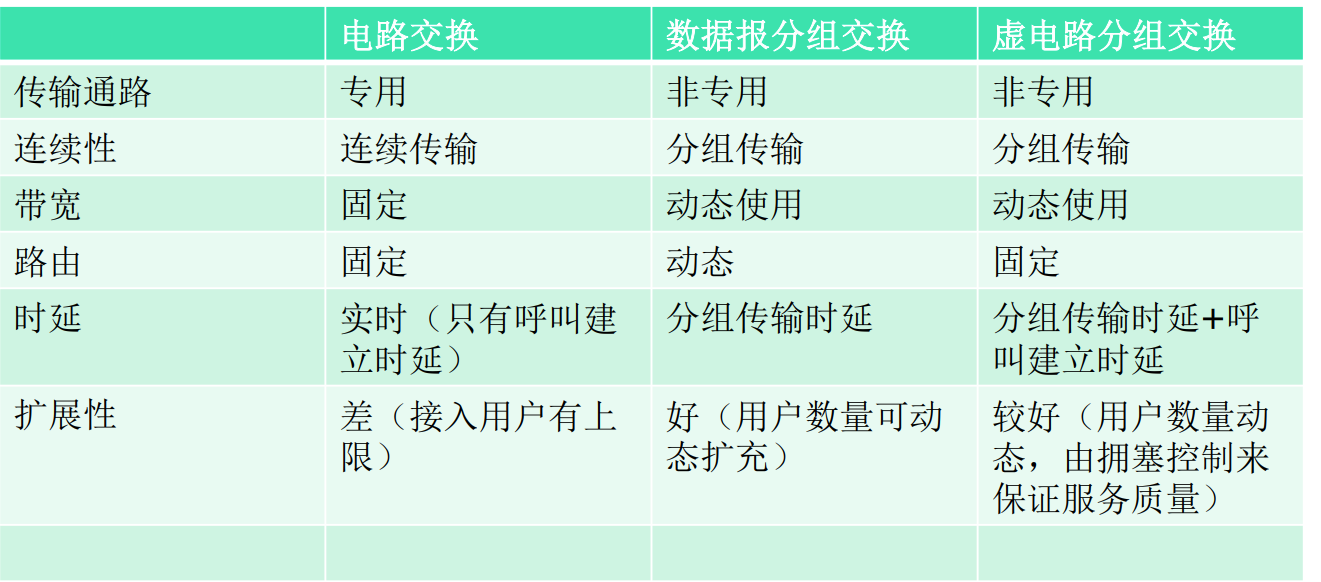 电路交换 数据报分组交换 虚电路分组交换
传输通路 专用 非专用 非专用
连续性 连续传输 分组传输 分组传输
带宽 固定 动态使用 动态使用
路由 固定 动态 固定
时延 实时（只有呼叫建 分组传输时延 分组传输时延+呼
立时延） 叫建立时延
扩展性 差（接入用户有上 好（用户数量可动 较好（用户数量动
限） 态扩充） 态，由拥塞控制来
保证服务质量）